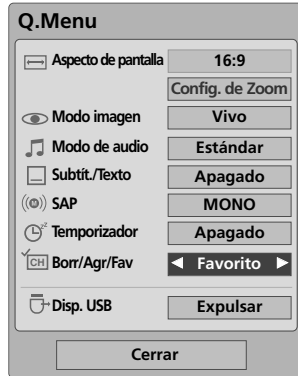 Q.Menu
Aspecto de pantalla 16:9
Config. de Zoom
Modo imagen Vivo
Modo de audio Estándar
Subtít./Texto Apagado
SAP MONO
Temporizador Apagado
CH Borr/Agr/Fav ◄ Favorito ►
Disp. USB Expulsar
Cerrar